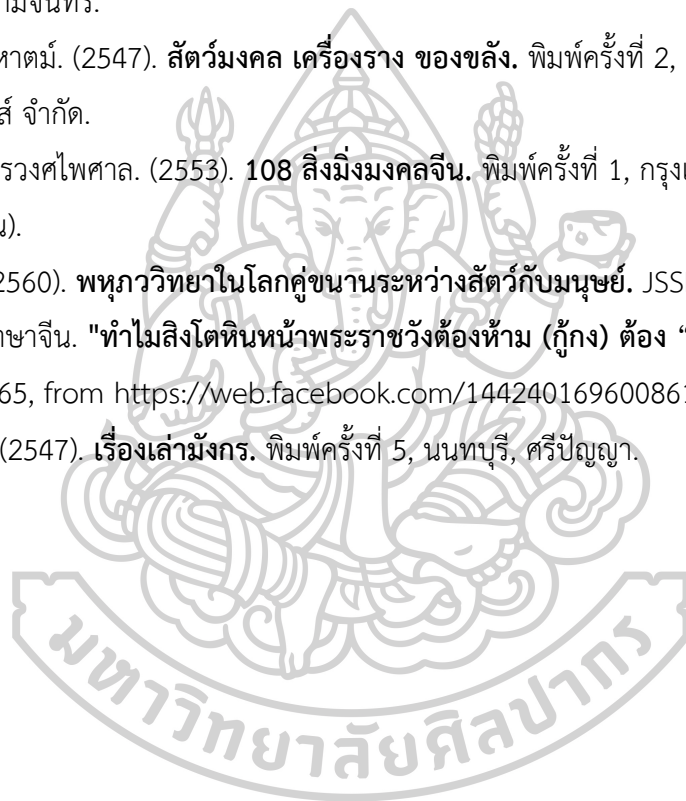 ามจันทร์.
หาตม์. (2547). สัตว์มงคล เครื่องราง ของขลัง. พิมพ์ครั้งที่ 2,
ส์ จำกัด.
รวงศไพศาล. (2553). 108 สิ่งมิ่งมงคลจีน. พิมพ์ครั้งที่ 1, กรุงเ
น).
2560). พหุภววิทยาในโลกคู่ขนานระหว่างสัตว์กับมนุษย์. JSS
าษาจีน. "ทำไมสิงโตหินหน้าพระราชวังต้องห้าม (กู้กง) ต้อง “
65, from https://web.facebook.com/144240169600861
(2547). เรื่องเล่ามังกร. พิมพ์ครั้งที่ 5, นนทบุรี, ศรีปัญญา.
มหาวิทยาลัยศิลปากร